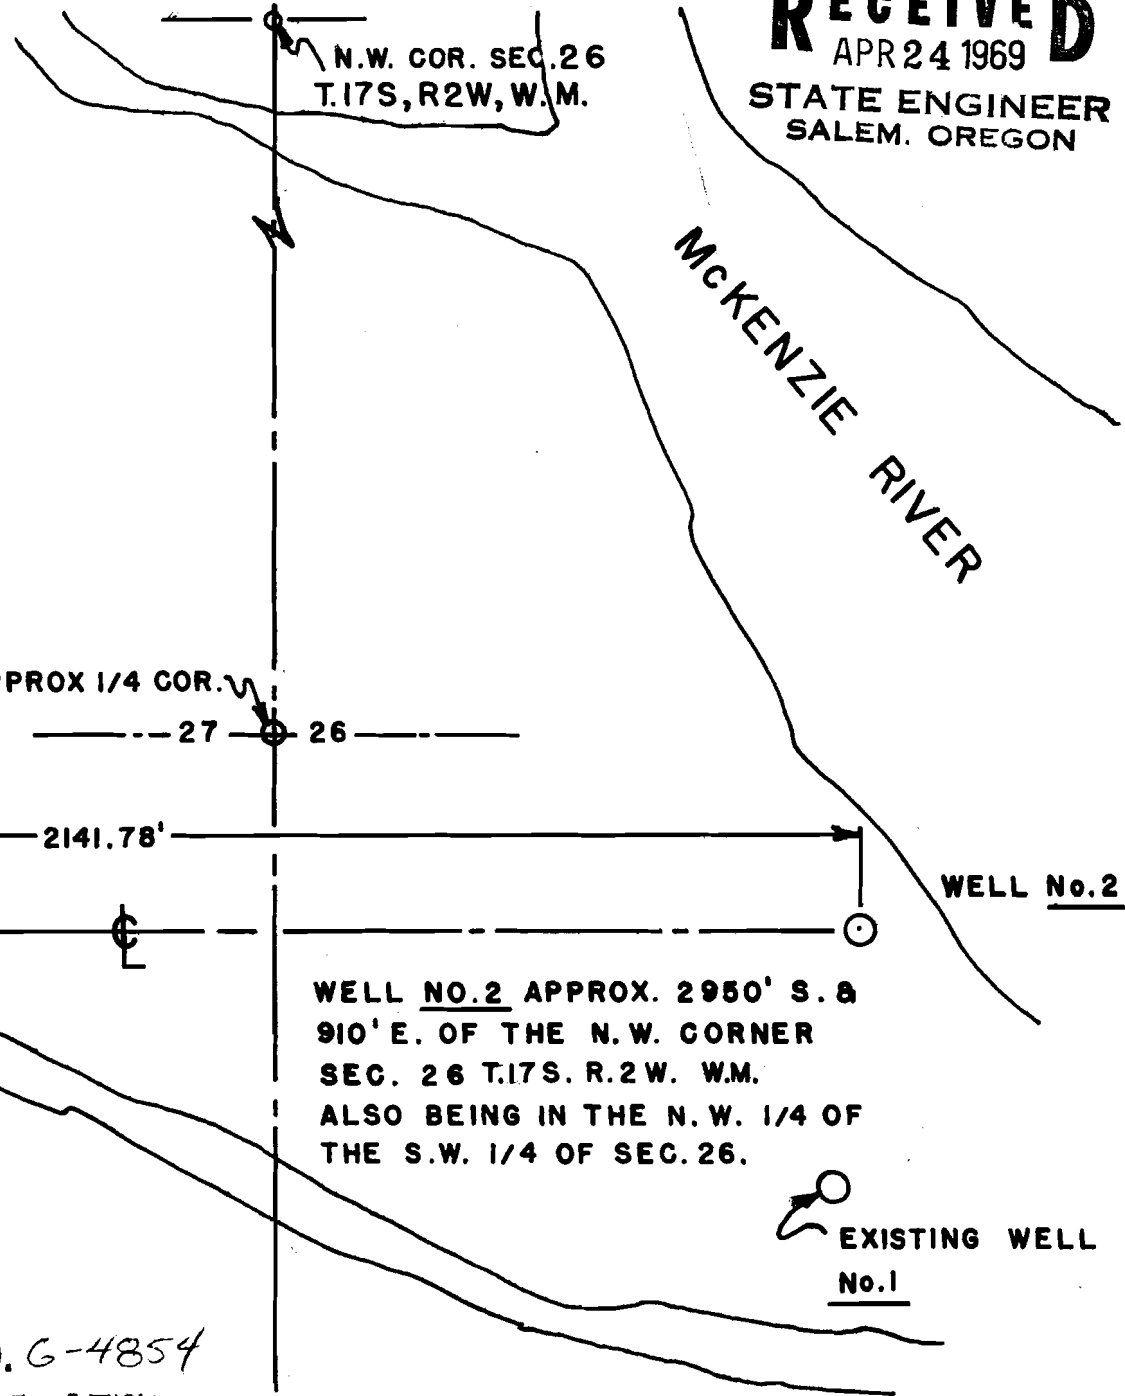 RECEIVED
APR 24 1969
STATE ENGINEER
SALEM. OREGON
N.W. COR. SEC.26
T.17S, R2W, W.M.
McKENZIE RIVER
PROX 1/4 COR.
27 26
2141.78'
WELL No.2
℄
WELL NO.2 APPROX. 2950' S. &
910' E. OF THE N.W. CORNER
SEC. 26 T.17S. R.2W. W.M.
ALSO BEING IN THE N.W. 1/4 OF
THE S.W. 1/4 OF SEC. 26.
EXISTING WELL
No.1
. G-4854